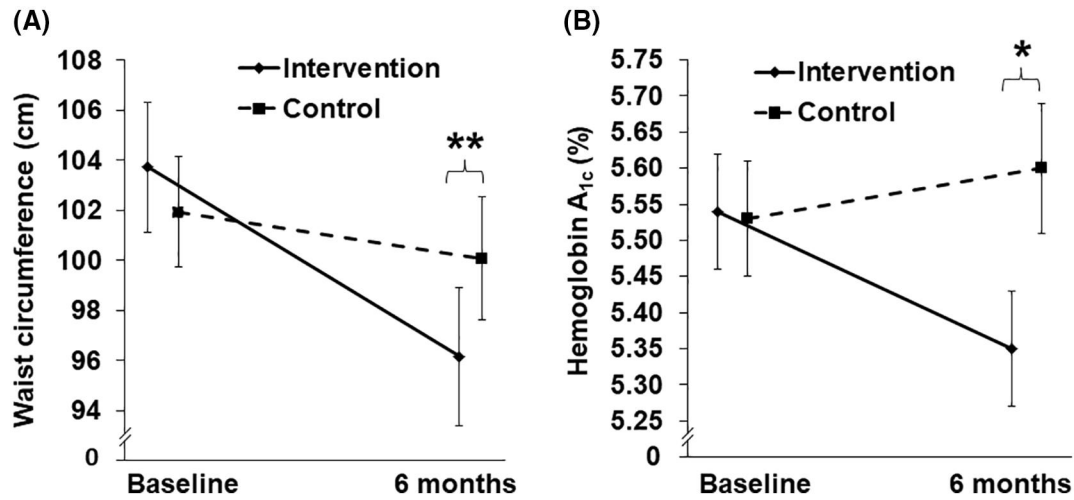 (A)
Waist circumference (cm)
108
106
104
102
100
98
96
94
0
Intervention
Control
**
Baseline
6 months
(B)
Hemoglobin A1c (%)
5.75
5.70
5.65
5.60
5.55
5.50
5.45
5.40
5.35
5.30
5.25
0
Intervention
Control
*
Baseline
6 months